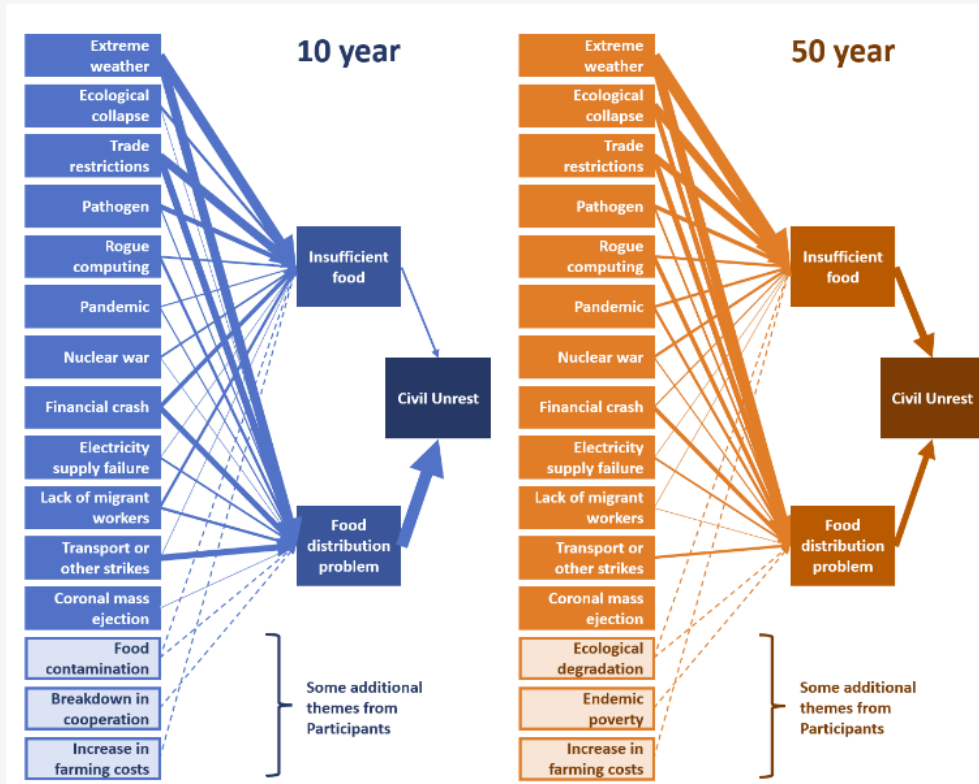 10 year
Extreme
weather
Ecological
collapse
Trade
restrictions
Pathogen
Rogue
computing
Pandemic
Nuclear war
Financial crash
Electricity
supply failure
Lack of migrant
workers
Transport or
other strikes
Coronal mass
ejection
Food
contamination
Breakdown in
cooperation
Increase in
farming costs
Insufficient
food
Civil Unrest
Food
distribution
problem
Some additional
themes from
Participants
50 year
Extreme
weather
Ecological
collapse
Trade
restrictions
Pathogen
Rogue
computing
Pandemic
Nuclear war
Financial crash
Electricity
supply failure
Lack of migrant
workers
Transport or
other strikes
Coronal mass
ejection
Ecological
degradation
Endemic
poverty
Increase in
farming costs
Insufficient
food
Civil Unrest
Food
distribution
problem
Some additional
themes from
Participants